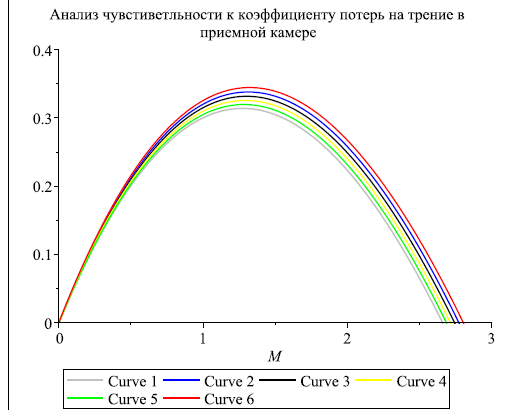 Анализ чувстиветльности к коэффициенту потерь на трение в
приемной камере
0.4
0.3
0.2
0.1
0
0
1
2
3
M
Curve 1 Curve 2 Curve 3 Curve 4
Curve 5 Curve 6